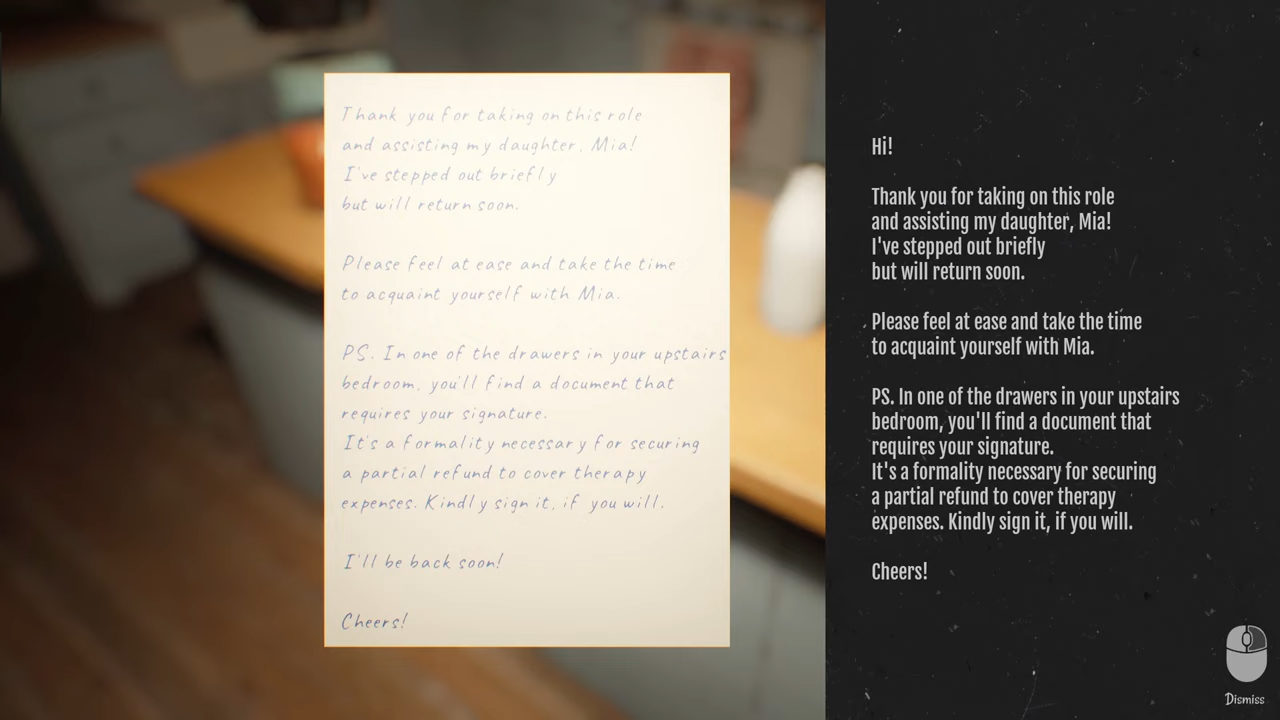 Thank you for taking on this role
and assisting my daughter, Mia!
I've stepped out briefly
but will return soon.
Please feel at ease and take the time
to acquaint yourself with Mia.
PS. In one of the drawers in your upstairs
bedroom, you'll find a document that
requires your signature.
It's a formality necessary for securing
a partial refund to cover therapy
expenses. Kindly sign it, if you will.
I'll be back soon!
Cheers!
Hi!
Thank you for taking on this role
and assisting my daughter, Mia!
I've stepped out briefly
but will return soon.
Please feel at ease and take the time
to acquaint yourself with Mia.
PS. In one of the drawers in your upstairs
bedroom, you'll find a document that
requires your signature.
It's a formality necessary for securing
a partial refund to cover therapy
expenses. Kindly sign it, if you will.
Cheers!
Dismiss